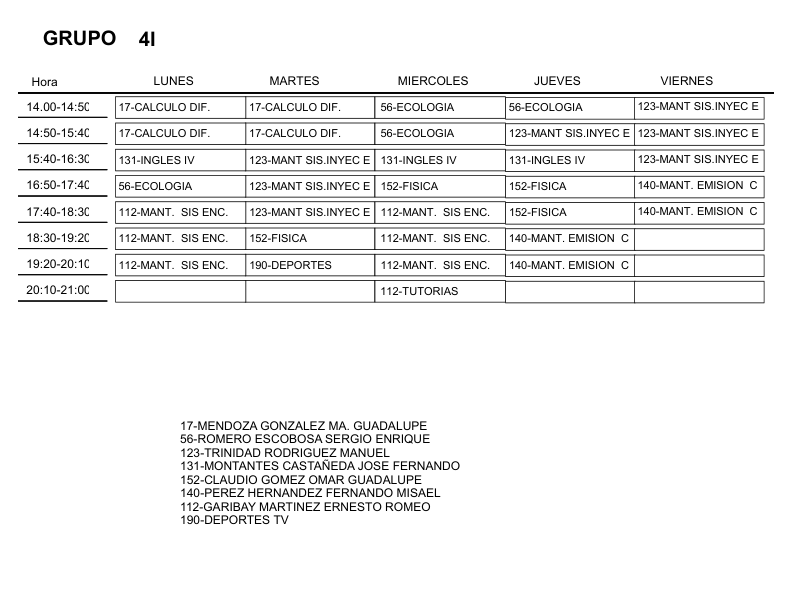 GRUPO 4I
Hora LUNES MARTES MIERCOLES JUEVES VIERNES
14.00-14:50 17-CALCULO DIF. 17-CALCULO DIF. 56-ECOLOGIA 56-ECOLOGIA 123-MANT SIS.INYEC E
14:50-15:40 17-CALCULO DIF. 17-CALCULO DIF. 56-ECOLOGIA 123-MANT SIS.INYEC E 123-MANT SIS.INYEC E
15:40-16:30 131-INGLES IV 123-MANT SIS.INYEC E 131-INGLES IV 131-INGLES IV 123-MANT SIS.INYEC E
16:50-17:40 56-ECOLOGIA 123-MANT SIS.INYEC E 152-FISICA 152-FISICA 140-MANT. EMISION C
17:40-18:30 112-MANT. SIS ENC. 123-MANT SIS.INYEC E 112-MANT. SIS ENC. 152-FISICA 140-MANT. EMISION C
18:30-19:20 112-MANT. SIS ENC. 152-FISICA 112-MANT. SIS ENC. 140-MANT. EMISION C
19:20-20:10 112-MANT. SIS ENC. 190-DEPORTES 112-MANT. SIS ENC. 140-MANT. EMISION C
20:10-21:00 112-TUTORIAS
17-MENDOZA GONZALEZ MA. GUADALUPE
56-ROMERO ESCOBOSA SERGIO ENRIQUE
123-TRINIDAD RODRIGUEZ MANUEL
131-MONTANTES CASTAÑEDA JOSE FERNANDO
152-CLAUDIO GOMEZ OMAR GUADALUPE
140-PEREZ HERNANDEZ FERNANDO MISAEL
112-GARIBAY MARTINEZ ERNESTO ROMEO
190-DEPORTES TV